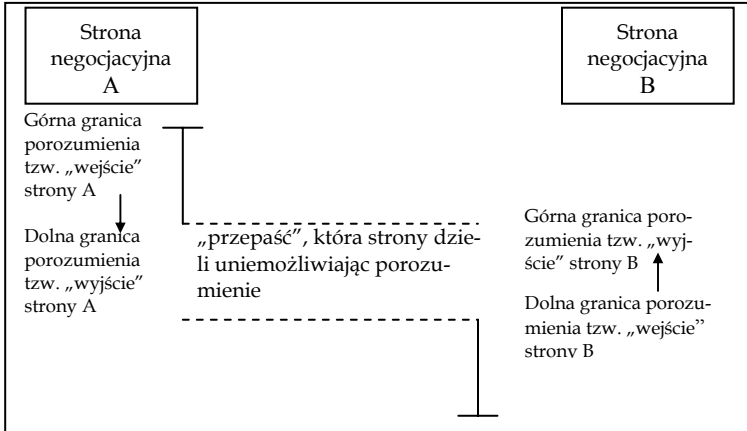 Strona
negocjacyjna
A
Strona
negocjacyjna
B
Górna granica
porozumienia
tzw. „wejście”
strony A
Dolna granica
porozumienia
tzw. „wyjście”
strony A
„przepaść”, która strony dzie-
li uniemożliwiając porozu-
mienie
Górna granica poro-
zumienia tzw. „wyj-
ście” strony B
Dolna granica porozu-
mienia tzw. „wejście”
strony B